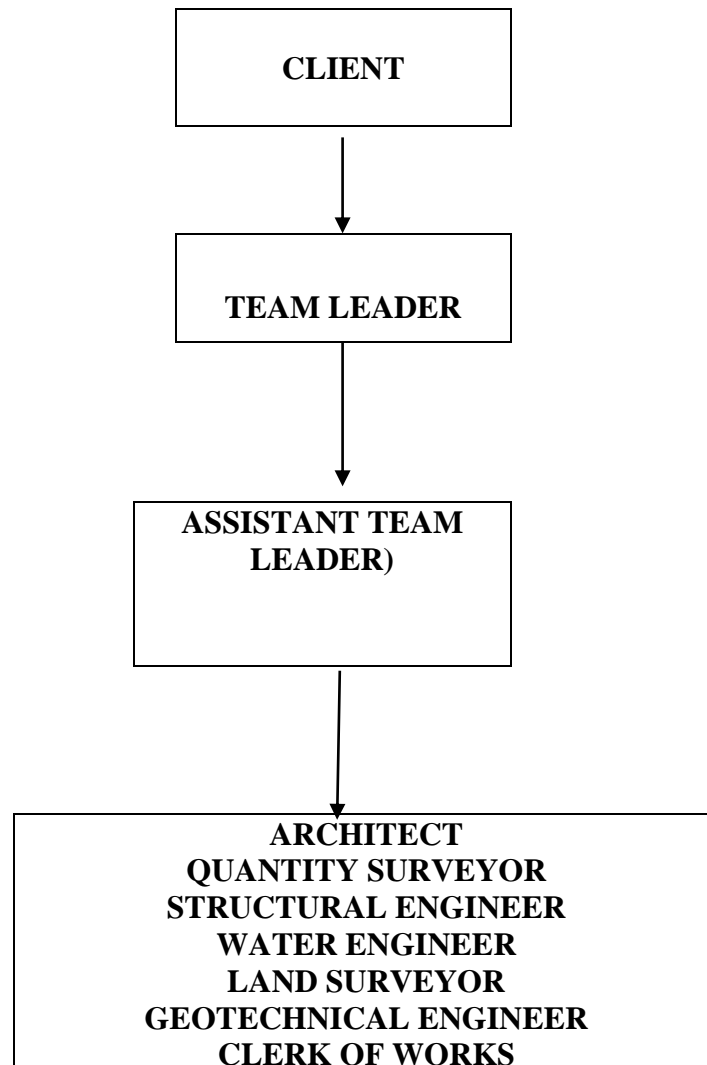 CLIENT
TEAM LEADER
ASSISTANT TEAM
LEADER)
ARCHITECT
QUANTITY SURVEYOR
STRUCTURAL ENGINEER
WATER ENGINEER
LAND SURVEYOR
GEOTECHNICAL ENGINEER
CLERK OF WORKS